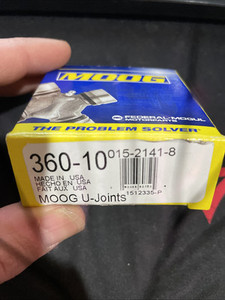 MOOG
FEDERAL-MOGUL
MOTORPARTS
THE PROBLEM SOLVER
360-10 015-2141-8
MADE IN USA
HECHO EN USA
FAIT AUX USA
1512335-P
MOOG U-Joints